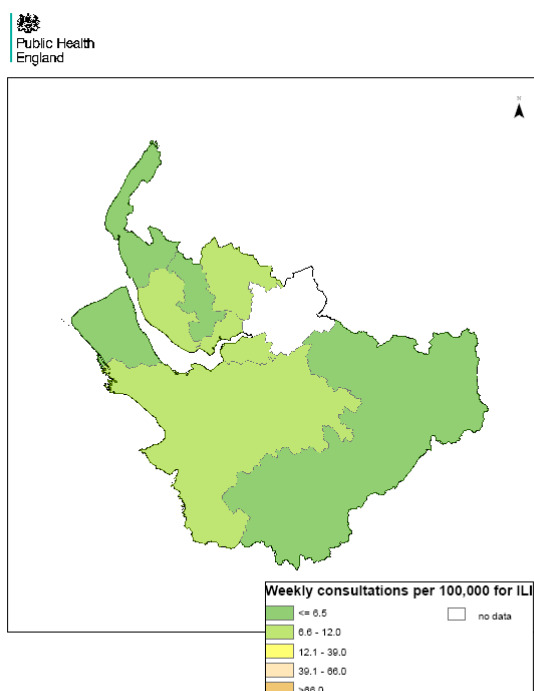 Public Health
England
N
Weekly consultations per 100,000 for ILI
<= 6.5
6.6 - 12.0
12.1 - 39.0
39.1 - 66.0
>66.0
no data